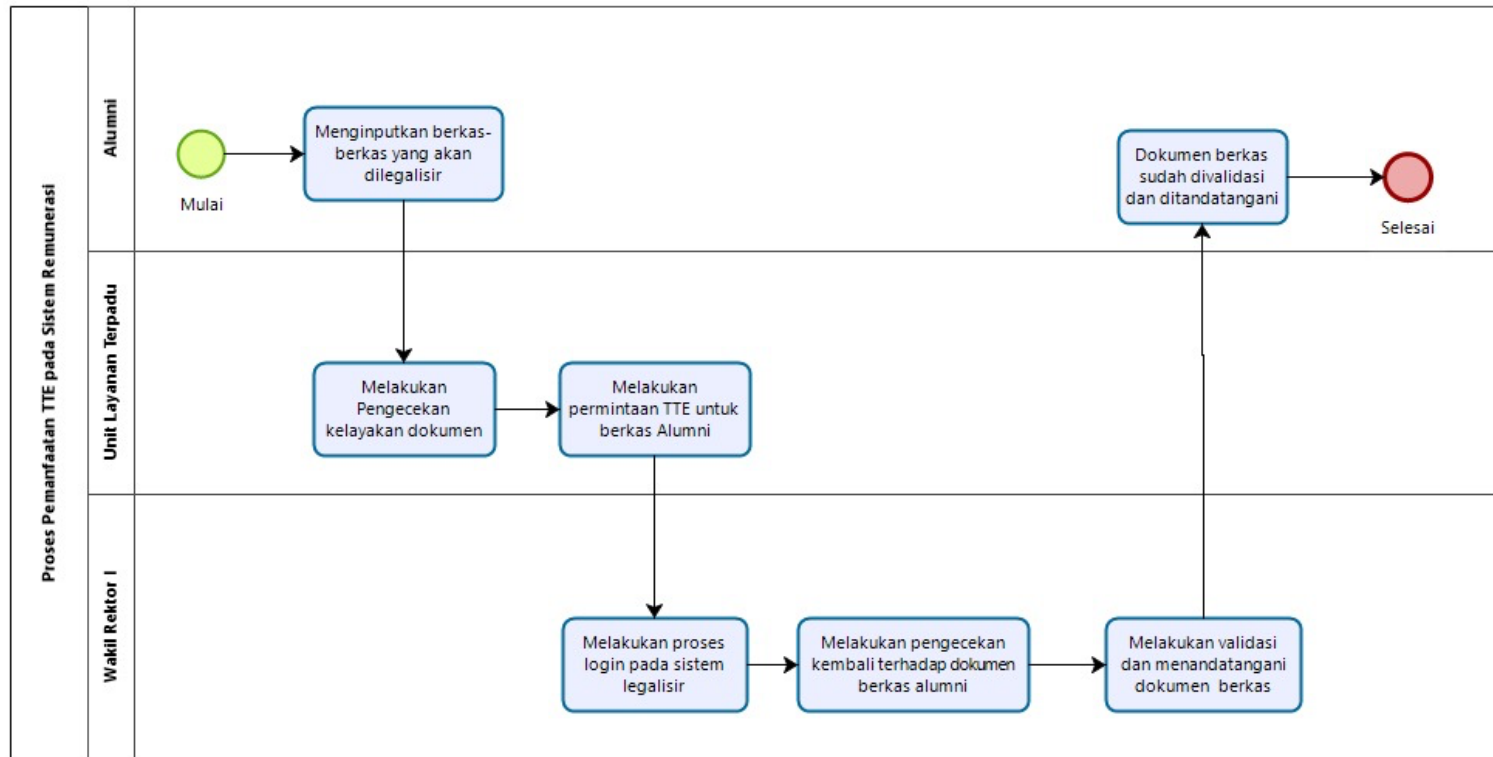 Proses Pemanfaatan TTE pada Sistem Remunerasi
Alumni
Mulai
Menginputkan berkas-
berkas yang akan
dilegalisir
Dokumen berkas
sudah divalidasi
dan ditandatangani
Selesai
Unit Layanan Terpadu
Melakukan
Pengecekan
kelayakan dokumen
Melakukan
permintaan TTE untuk
berkas Alumni
Wakil Rektor I
Melakukan proses
login pada sistem
legalisir
Melakukan pengecekan
kembali terhadap dokumen
berkas alumni
Melakukan validasi
dan menandatangani
dokumen berkas